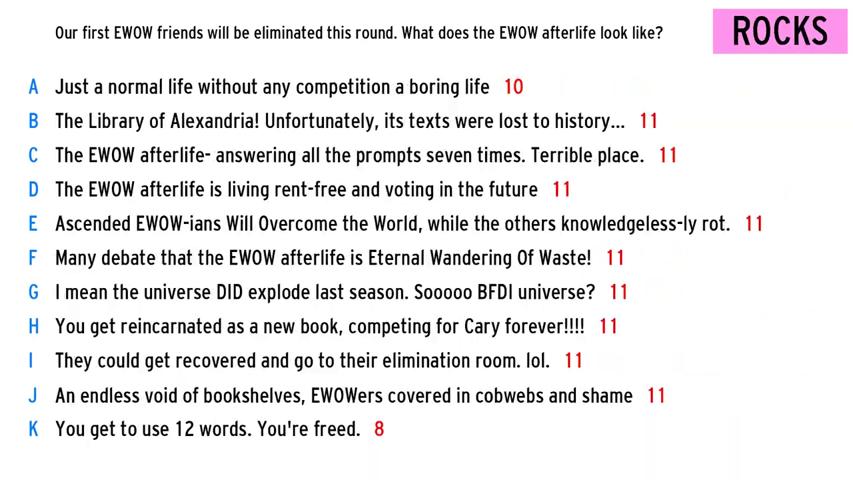 Our first EWOW friends will be eliminated this round. What does the EWOW afterlife look like?
ROCKS
A Just a normal life without any competition a boring life 10
B The Library of Alexandria! Unfortunately, its texts were lost to history... 11
C The EWOW afterlife- answering all the prompts seven times. Terrible place. 11
D The EWOW afterlife is living rent-free and voting in the future 11
E Ascended EWOW-ians Will Overcome the World, while the others knowledgeless-ly rot. 11
F Many debate that the EWOW afterlife is Eternal Wandering Of Waste! 11
G I mean the universe DID explode last season. Sooooo BFDI universe? 11
H You get reincarnated as a new book, competing for Cary forever!!!! 11
I They could get recovered and go to their elimination room. lol. 11
J An endless void of bookshelves, EWOWers covered in cobwebs and shame 11
K You get to use 12 words. You're freed. 8